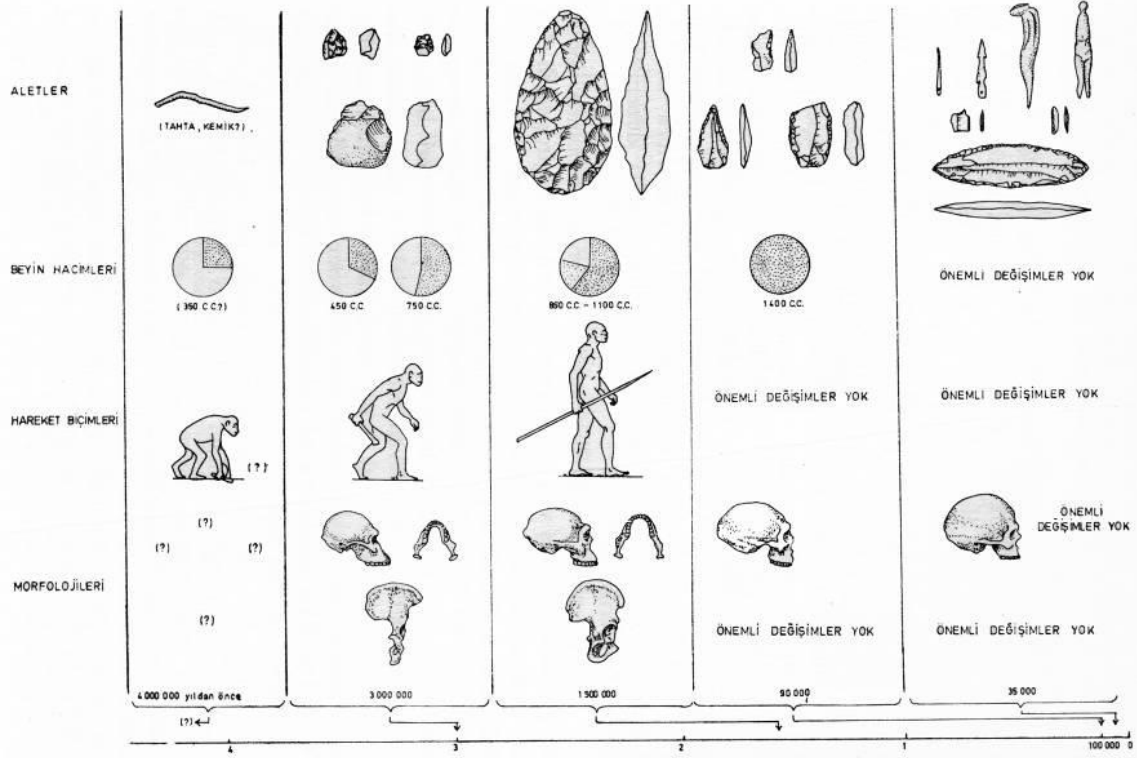 ALETLER
(TAHTA, KEMİK?)
BEYİN HACİMLERİ
(350 C.C?)
450 C.C.
750 C.C.
850 C.C. – 1100 C.C.
1400 C.C.
ÖNEMLİ DEĞİŞİMLER YOK
HAREKET BİÇİMLERİ
(?)
ÖNEMLİ DEĞİŞİMLER YOK
ÖNEMLİ DEĞİŞİMLER YOK
MORFOLOJİLERİ
(?)
(?)
(?)
(?)
ÖNEMLİ
DEĞİŞİMLER YOK
ÖNEMLİ DEĞİŞİMLER YOK
ÖNEMLİ DEĞİŞİMLER YOK
4 000 000 yıldan önce
3 000 000
1 500 000
90 000
35 000
(?)
4
3
2
1
100 000
0